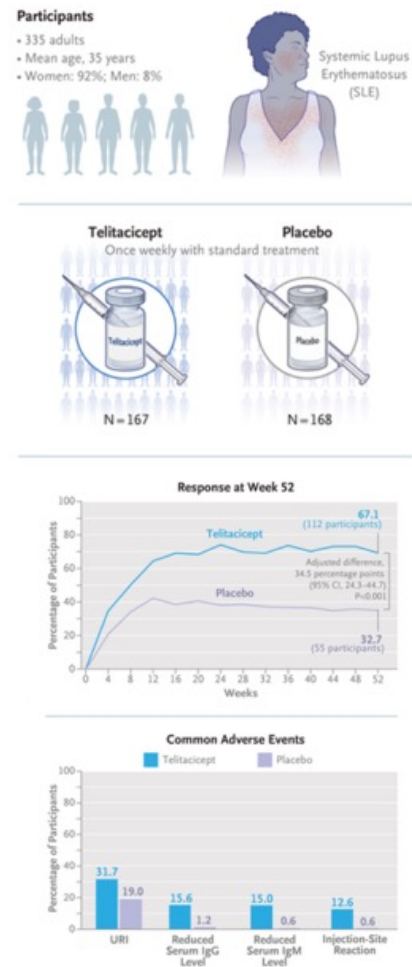 Participants
• 335 adults
• Mean age, 35 years
• Women: 92%; Men: 8%
Systemic Lupus
Erythematosus
(SLE)
Telitacicept
Placebo
Once weekly with standard treatment
Telitacicept
Placebo
N=167
N=168
Response at Week 52
Percentage of Participants
100
80
60
40
20
0
67.1
(112 participants)
Telitacicept
Adjusted difference,
34.5 percentage points
(95% CI, 24.3–44.7)
P<0.001
Placebo
32.7
(55 participants)
0 4 8 12 16 20 24 28 32 36 40 44 48 52
Weeks
Common Adverse Events
Telitacicept
Placebo
Percentage of Participants
100
80
60
40
20
0
31.7
19.0
15.6
1.2
15.0
0.6
12.6
0.6
URI
Reduced
Serum IgG
Level
Reduced
Serum IgM
Level
Injection-Site
Reaction